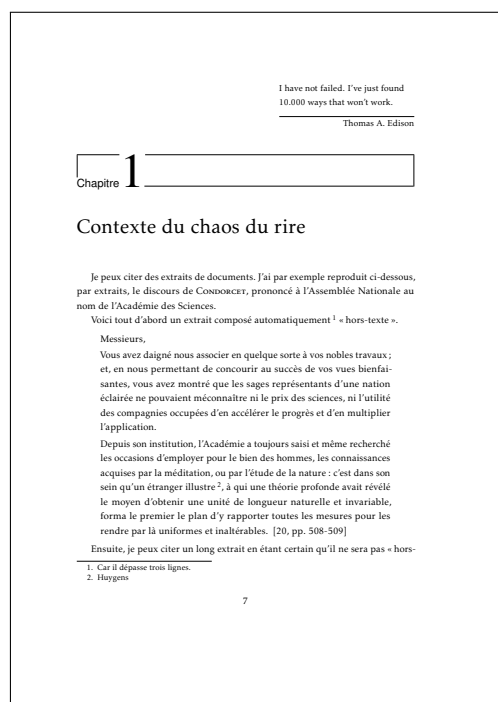 I have not failed. I've just found
10.000 ways that won't work.
Thomas A. Edison
Chapitre 1
Contexte du chaos du rire
Je peux citer des extraits de documents. J'ai par exemple reproduit ci-dessous,
par extraits, le discours de Condorcet, prononcé à l'Assemblée Nationale au
nom de l'Académie des Sciences.
Voici tout d'abord un extrait composé automatiquement 1 « hors-texte ».
Messieurs,
Vous avez daigné nous associer en quelque sorte à vos nobles travaux ;
et, en nous permettant de concourir au succès de vos vues bienfai-
santes, vous avez montré que les sages représentants d'une nation
éclairée ne pouvaient méconnaître ni le prix des sciences, ni l'utilité
des compagnies occupées d'en accélérer le progrès et d'en multiplier
l'application.
Depuis son institution, l'Académie a toujours saisi et même recherché
les occasions d'employer pour le bien des hommes, les connaissances
acquises par la méditation, ou par l'étude de la nature : c'est dans son
sein qu'un étranger illustre 2, à qui une théorie profonde avait révélé
le moyen d'obtenir une unité de longueur naturelle et invariable,
forma le premier le plan d'y rapporter toutes les mesures pour les
rendre par là uniformes et inaltérables. [20, pp. 508-509]
Ensuite, je peux citer un long extrait en étant certain qu'il ne sera pas « hors-
1. Car il dépasse trois lignes.
2. Huygens
7